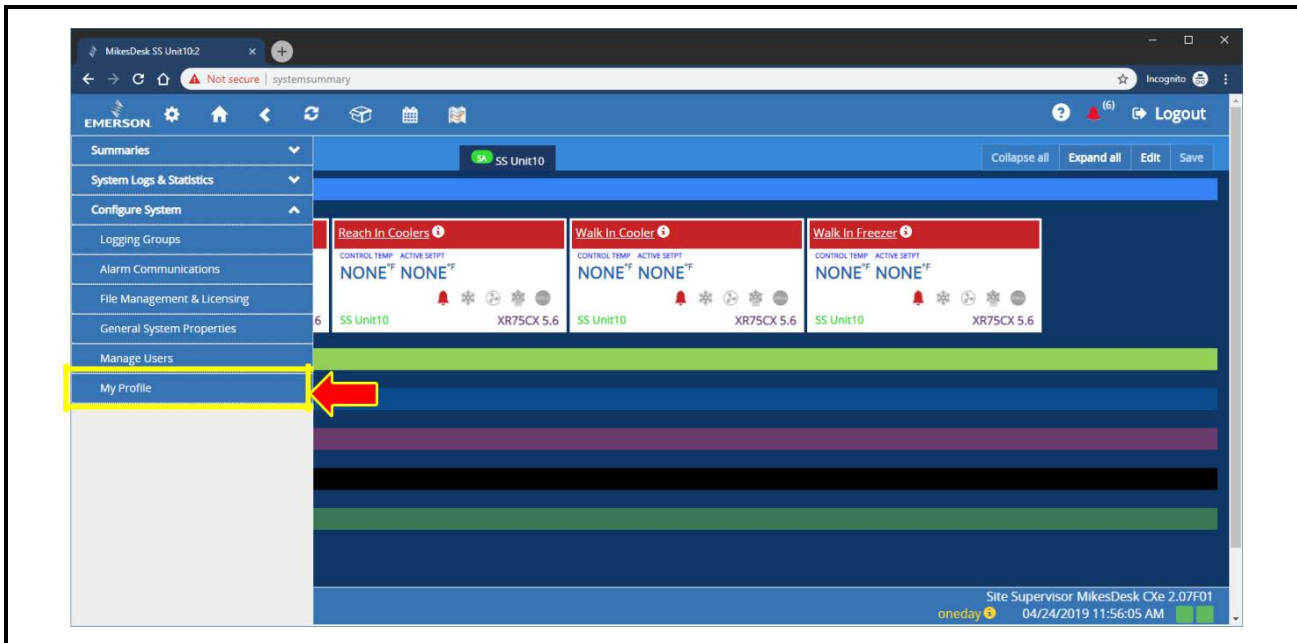 MikesDesk SS Unit10:2
Not secure | systemsummary
Incognito
EMERSON
(6) Logout
Summaries
System Logs & Statistics
Configure System
Logging Groups
Alarm Communications
File Management & Licensing
General System Properties
Manage Users
My Profile
SA SS Unit10
Collapse all Expand all Edit Save
Reach In Coolers
CONTROL TEMP ACTIVE SETPT
NONE°F NONE°F
SS Unit10 XR75CX 5.6
Walk In Cooler
CONTROL TEMP ACTIVE SETPT
NONE°F NONE°F
SS Unit10 XR75CX 5.6
Walk In Freezer
CONTROL TEMP ACTIVE SETPT
NONE°F NONE°F
SS Unit10 XR75CX 5.6
6
Site Supervisor MikesDesk CXe 2.07F01
oneday 04/24/2019 11:56:05 AM